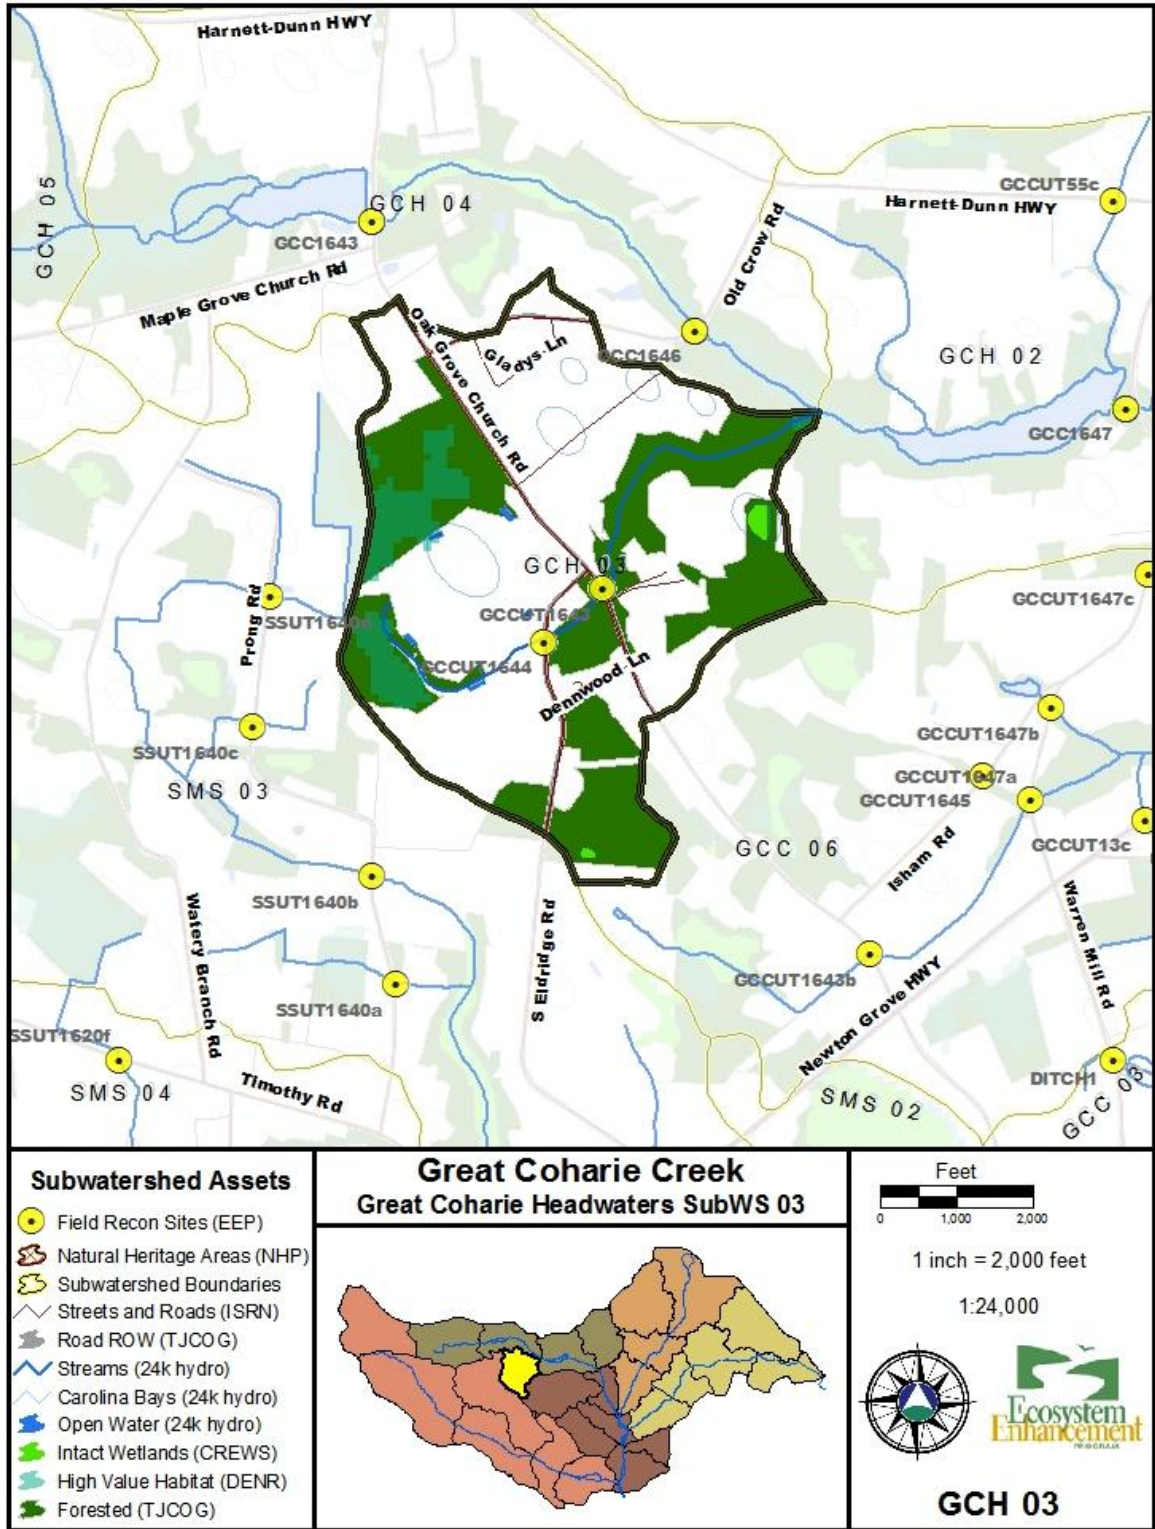 Harnett-Dunn HWY
GCH 05
GCH 04
GCC1643
Maple Grove Church Rd
Old Crow Rd
GCCUT55c
Harnett-Dunn HWY
Oak Grove Church Rd
Gladys Ln
GCC1646
GCH 02
GCC1647
GCH 03
GCCUT1643
GCCUT1644
Dennwood Ln
Prong Rd
SSUT1640d
GCCUT1647c
SSUT1640c
SMS 03
GCCUT1647b
GCCUT1647a
GCCUT1645
GCCUT13c
GCC 06
Isham Rd
SSUT1640b
Watery Branch Rd
S Eldridge Rd
Warren Mill Rd
GCCUT1643b
SSUT1640a
Newton Grove HWY
SSUT1620f
SMS 04
Timothy Rd
SMS 02
DITCH1
GCC 03
Subwatershed Assets
Field Recon Sites (EEP)
Natural Heritage Areas (NHP)
Subwatershed Boundaries
Streets and Roads (ISRN)
Road ROW (TJCOG)
Streams (24k hydro)
Carolina Bays (24k hydro)
Open Water (24k hydro)
Intact Wetlands (CREWS)
High Value Habitat (DENR)
Forested (TJCOG)
Great Coharie Creek
Great Coharie Headwaters SubWS 03
Feet
0 1,000 2,000
1 inch = 2,000 feet
1:24,000
Ecosystem
Enhancement
PROGRAM
GCH 03